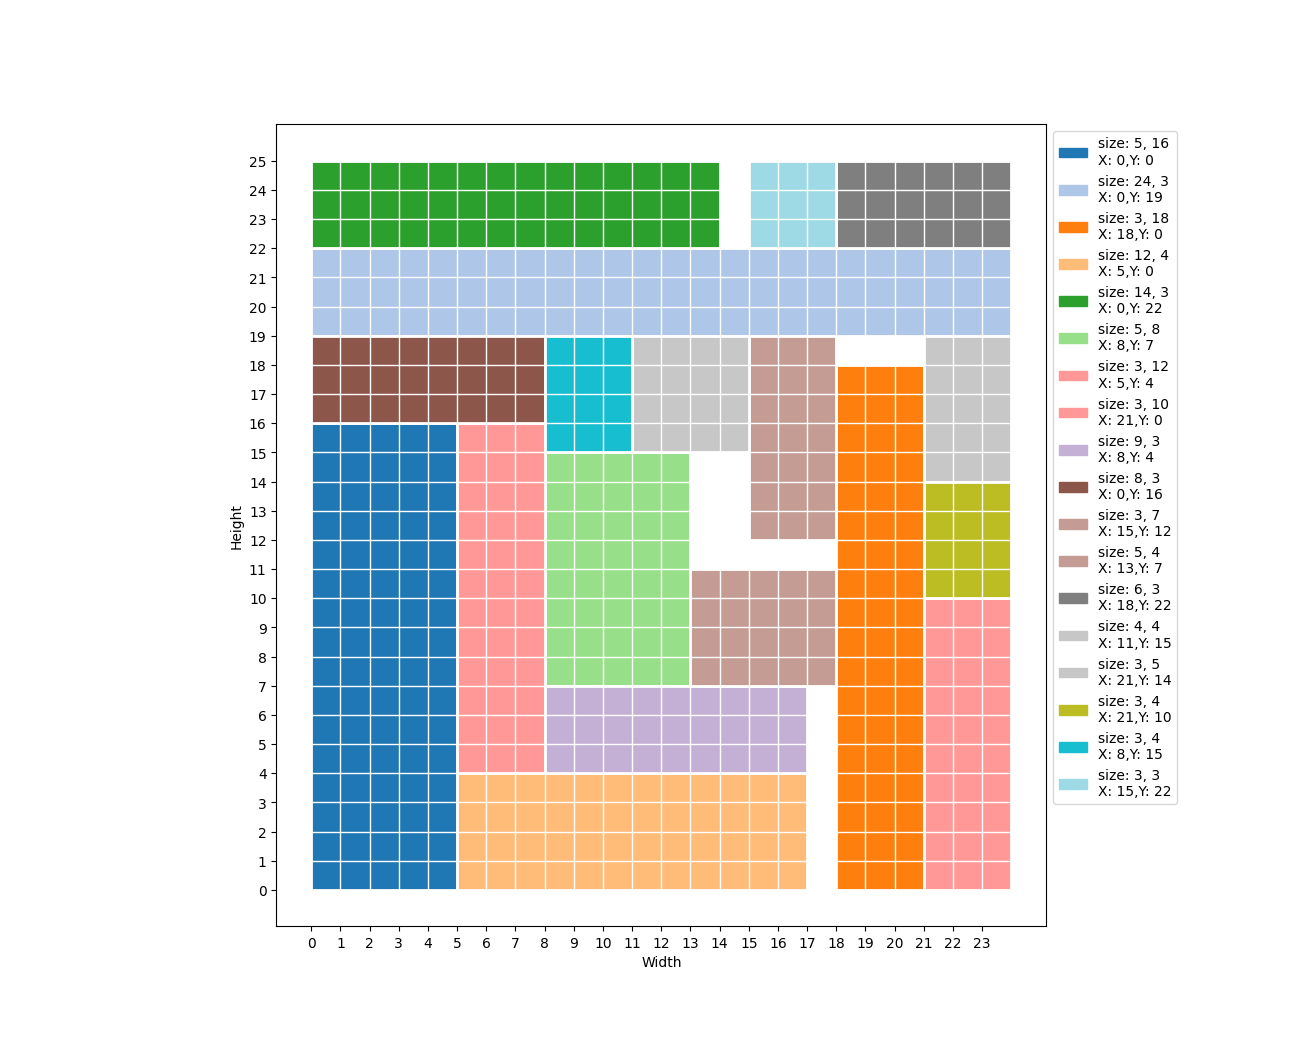 25
24
23
22
21
20
19
18
17
16
15
14
13
12
11
10
9
8
7
6
5
4
3
2
1
0
Height
0 1 2 3 4 5 6 7 8 9 10 11 12 13 14 15 16 17 18 19 20 21 22 23
Width
size: 5, 16
X: 0,Y: 0
size: 24, 3
X: 0,Y: 19
size: 3, 18
X: 18,Y: 0
size: 12, 4
X: 5,Y: 0
size: 14, 3
X: 0,Y: 22
size: 5, 8
X: 8,Y: 7
size: 3, 12
X: 5,Y: 4
size: 3, 10
X: 21,Y: 0
size: 9, 3
X: 8,Y: 4
size: 8, 3
X: 0,Y: 16
size: 3, 7
X: 15,Y: 12
size: 5, 4
X: 13,Y: 7
size: 6, 3
X: 18,Y: 22
size: 4, 4
X: 11,Y: 15
size: 3, 5
X: 21,Y: 14
size: 3, 4
X: 21,Y: 10
size: 3, 4
X: 8,Y: 15
size: 3, 3
X: 15,Y: 22